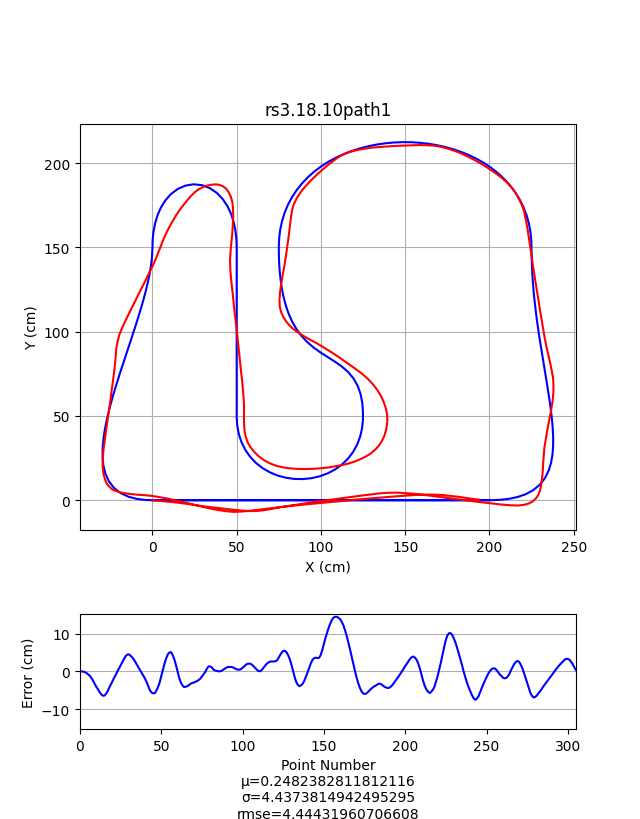 rs3.18.10path1
200
150
100
50
0
Y (cm)
0 50 100 150 200 250
X (cm)
10
0
−10
Error (cm)
0 50 100 150 200 250 300
Point Number
μ=0.2482382811812116
σ=4.4373814942495295
rmse=4.44431960706608